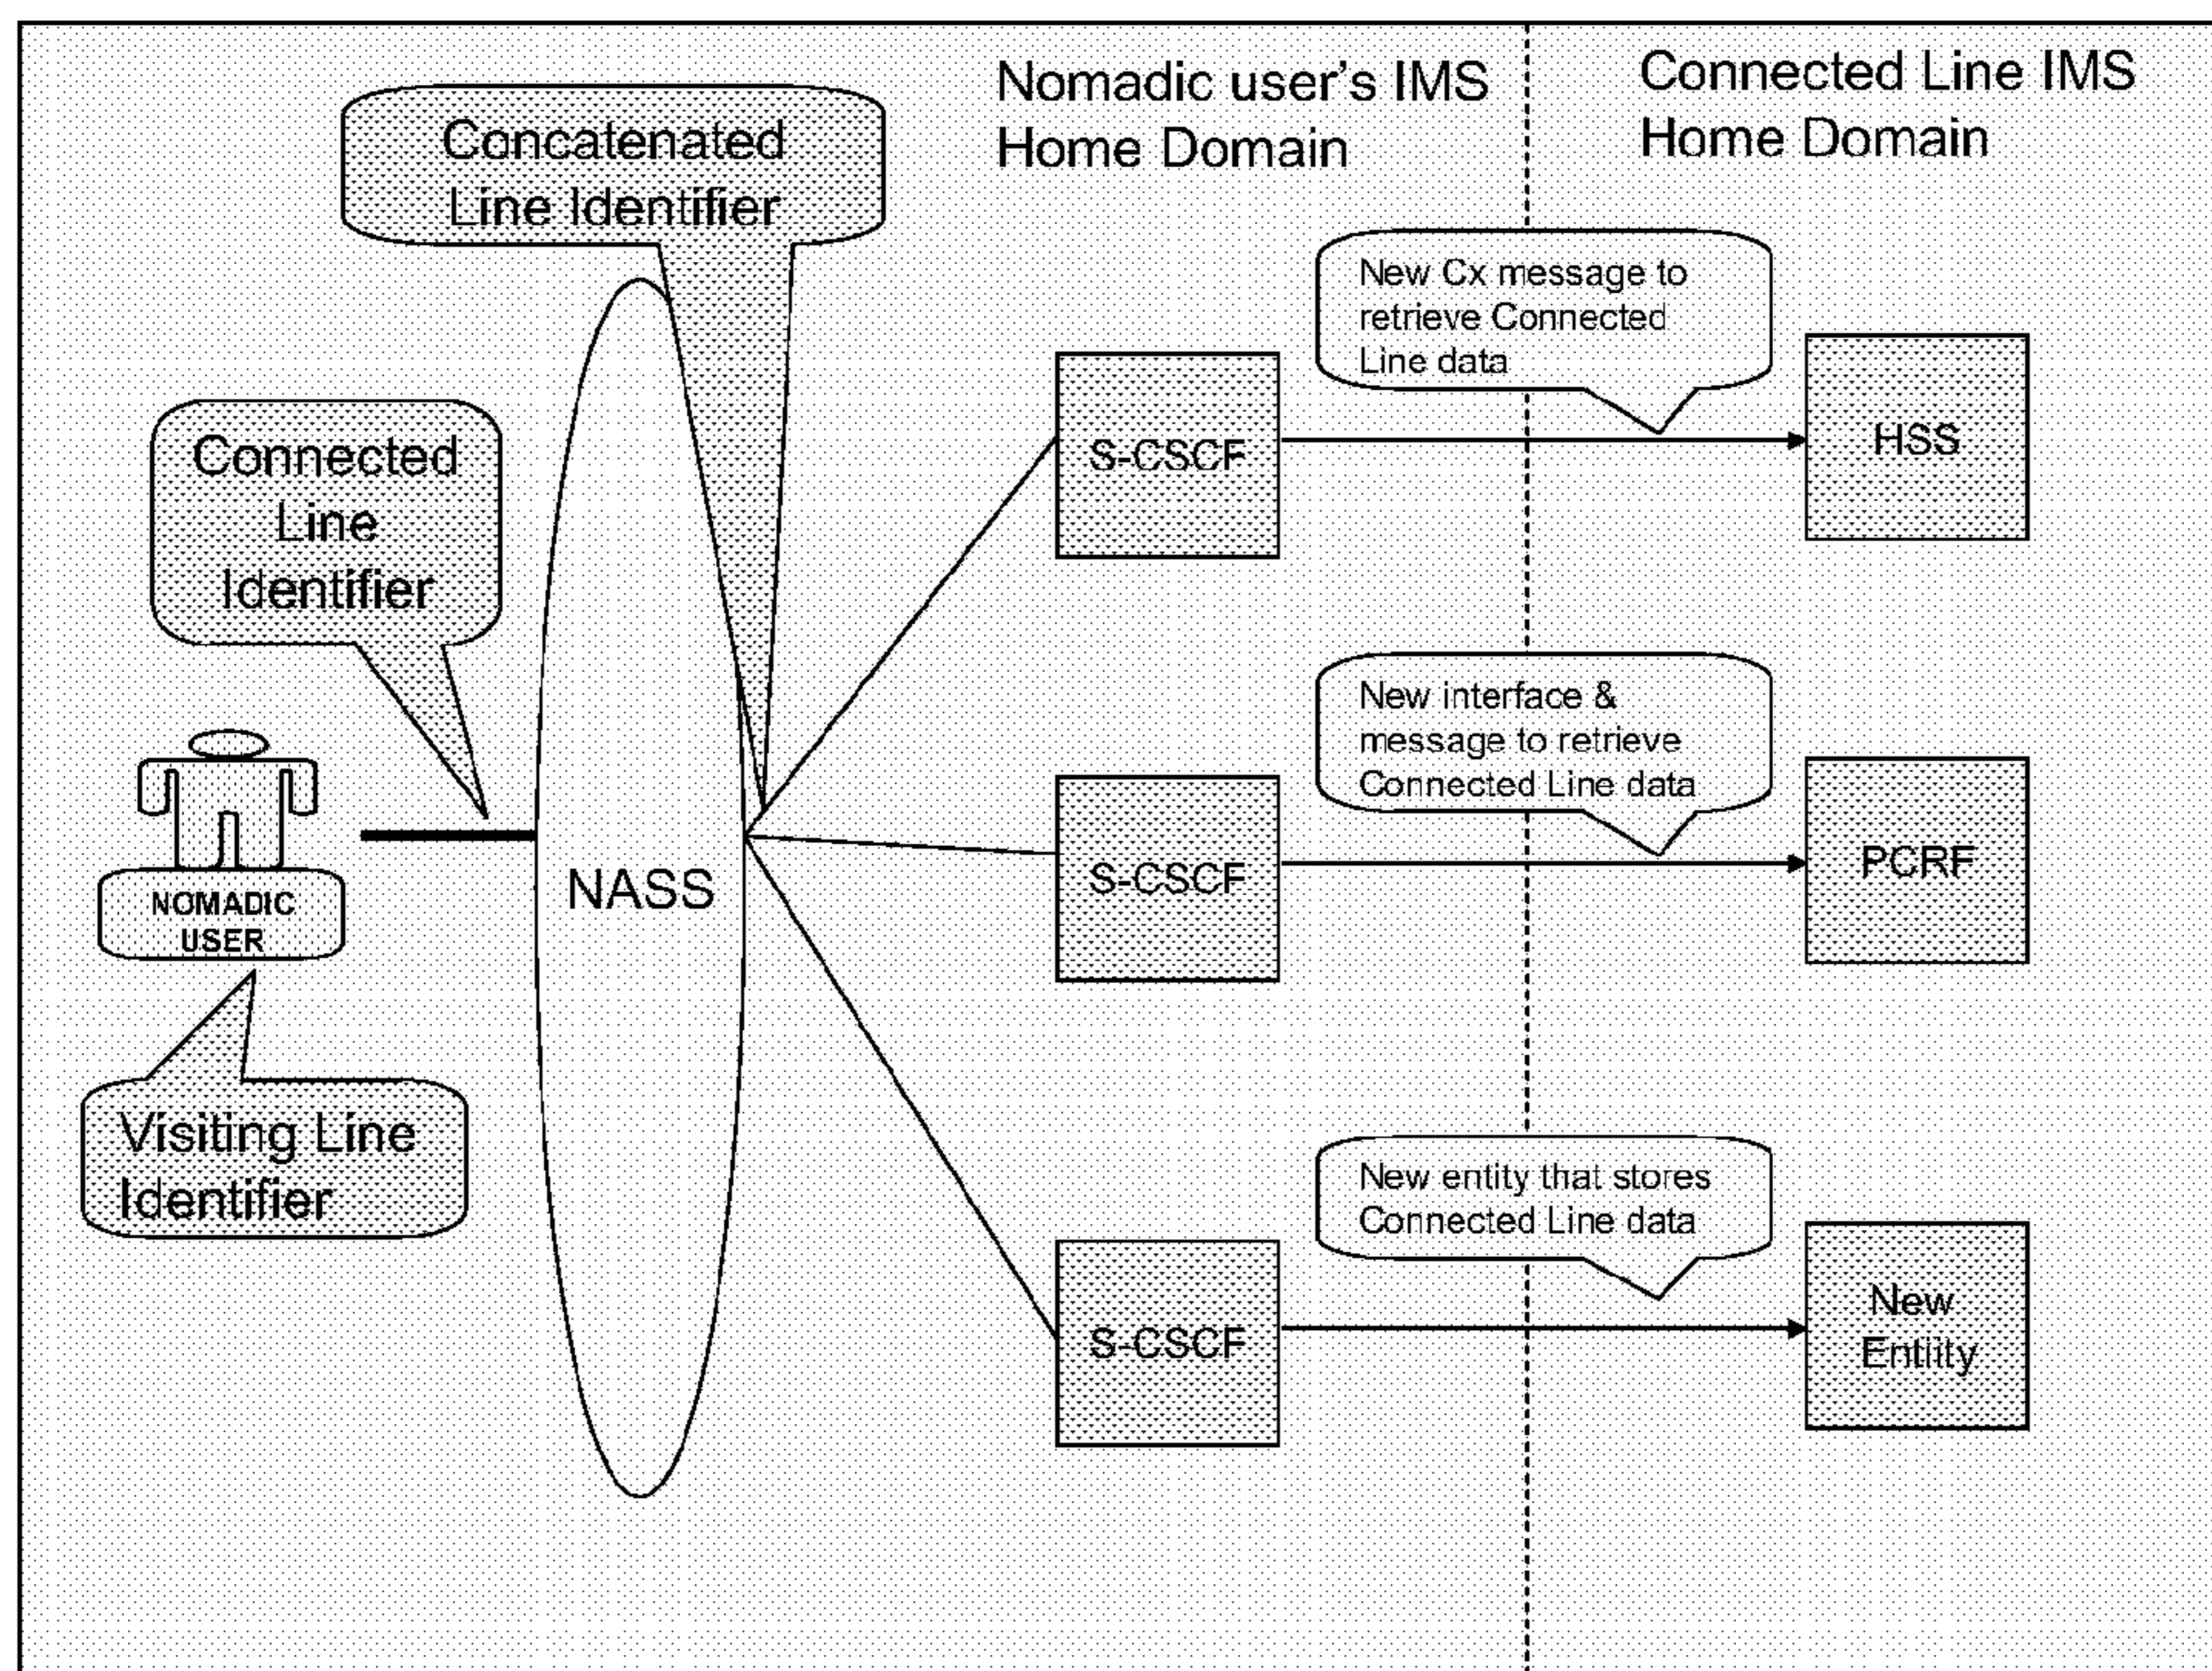 Nomadic user's IMS
Home Domain
Connected Line IMS
Home Domain
Concatenated
Line Identifier
New Cx message to
retrieve Connected
Line data
S-CSCF
HSS
Connected
Line
Identifier
New interface &
message to retrieve
Connected Line data
NOMADIC
USER
NASS
S-CSCF
PCRF
Visiting Line
Identifier
New entity that stores
Connected Line data
S-CSCF
New
Entiity